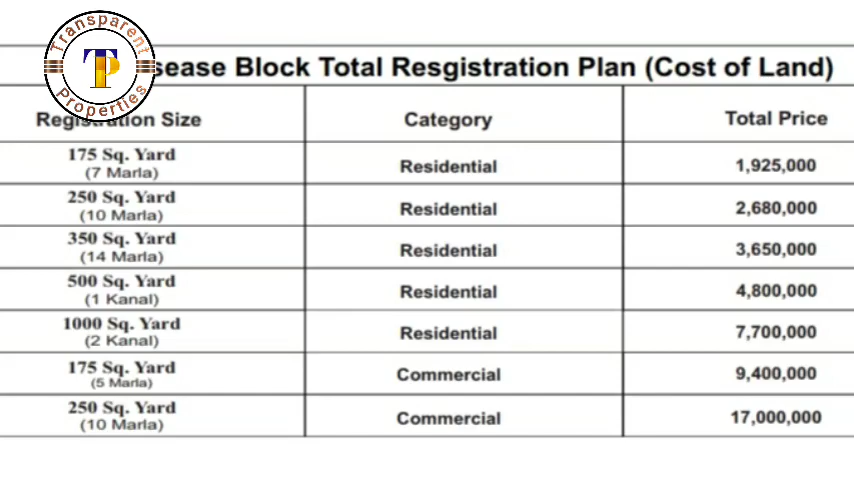 Transparent
TP
Properties
sease Block Total Resgistration Plan (Cost of Land)
Registration Size Category Total Price
175 Sq. Yard
(7 Marla) Residential 1,925,000
250 Sq. Yard
(10 Marla) Residential 2,680,000
350 Sq. Yard
(14 Marla) Residential 3,650,000
500 Sq. Yard
(1 Kanal) Residential 4,800,000
1000 Sq. Yard
(2 Kanal) Residential 7,700,000
175 Sq. Yard
(5 Marla) Commercial 9,400,000
250 Sq. Yard
(10 Marla) Commercial 17,000,000